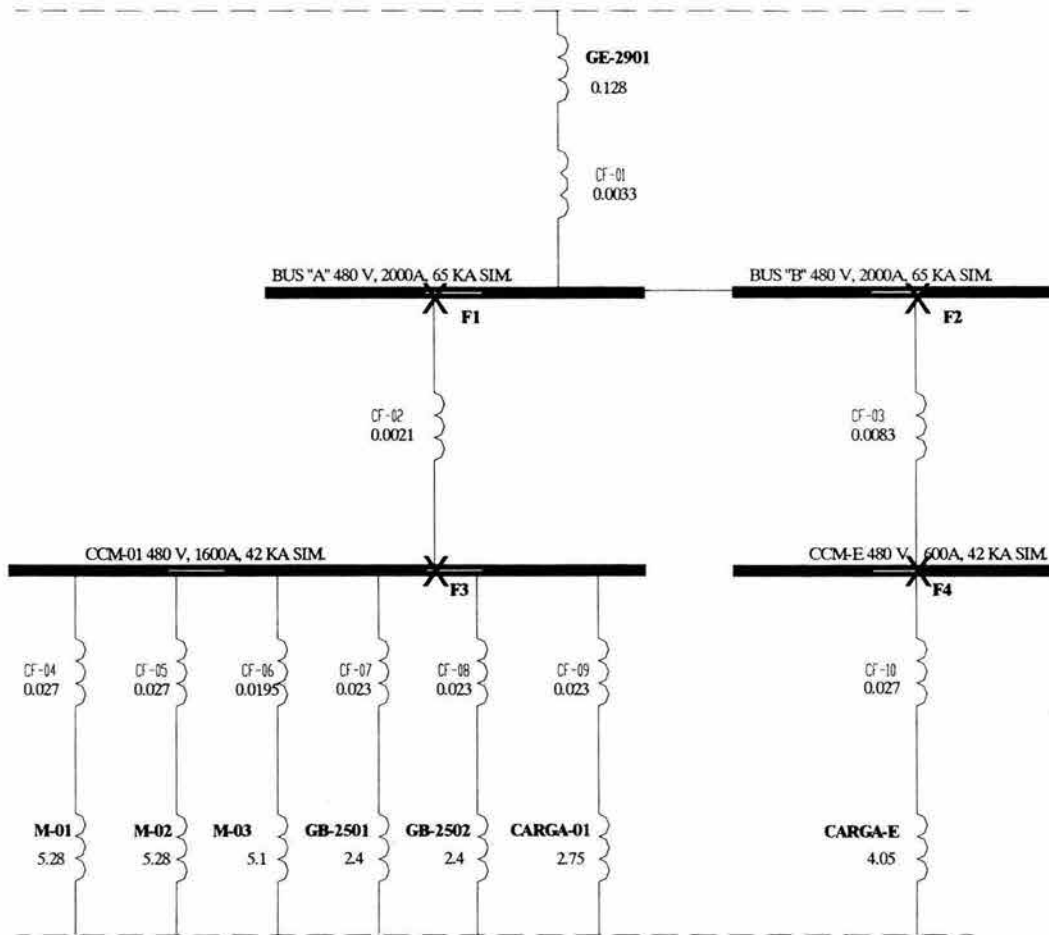 GE-2901
0.128
CF-01
0.0033
BUS "A" 480 V, 2000A, 65 KA SIM.
BUS "B" 480 V, 2000A, 65 KA SIM.
F1
F2
CF-02
0.0021
CF-03
0.0083
CCM-01 480 V, 1600A, 42 KA SIM.
CCM-E 480 V, 600A, 42 KA SIM.
F3
F4
CF-04
0.027
CF-05
0.027
CF-06
0.0195
CF-07
0.023
CF-08
0.023
CF-09
0.023
CF-10
0.027
M-01
5.28
M-02
5.28
M-03
5.1
GB-2501
2.4
GB-2502
2.4
CARGA-01
2.75
CARGA-E
4.05